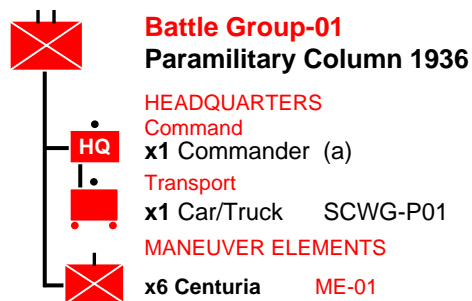 Battle Group-01
Paramilitary Column 1936
HEADQUARTERS
Command
HQ x1 Commander (a)
Transport
x1 Car/Truck SCWG-P01
MANEUVER ELEMENTS
x6 Centuria ME-01